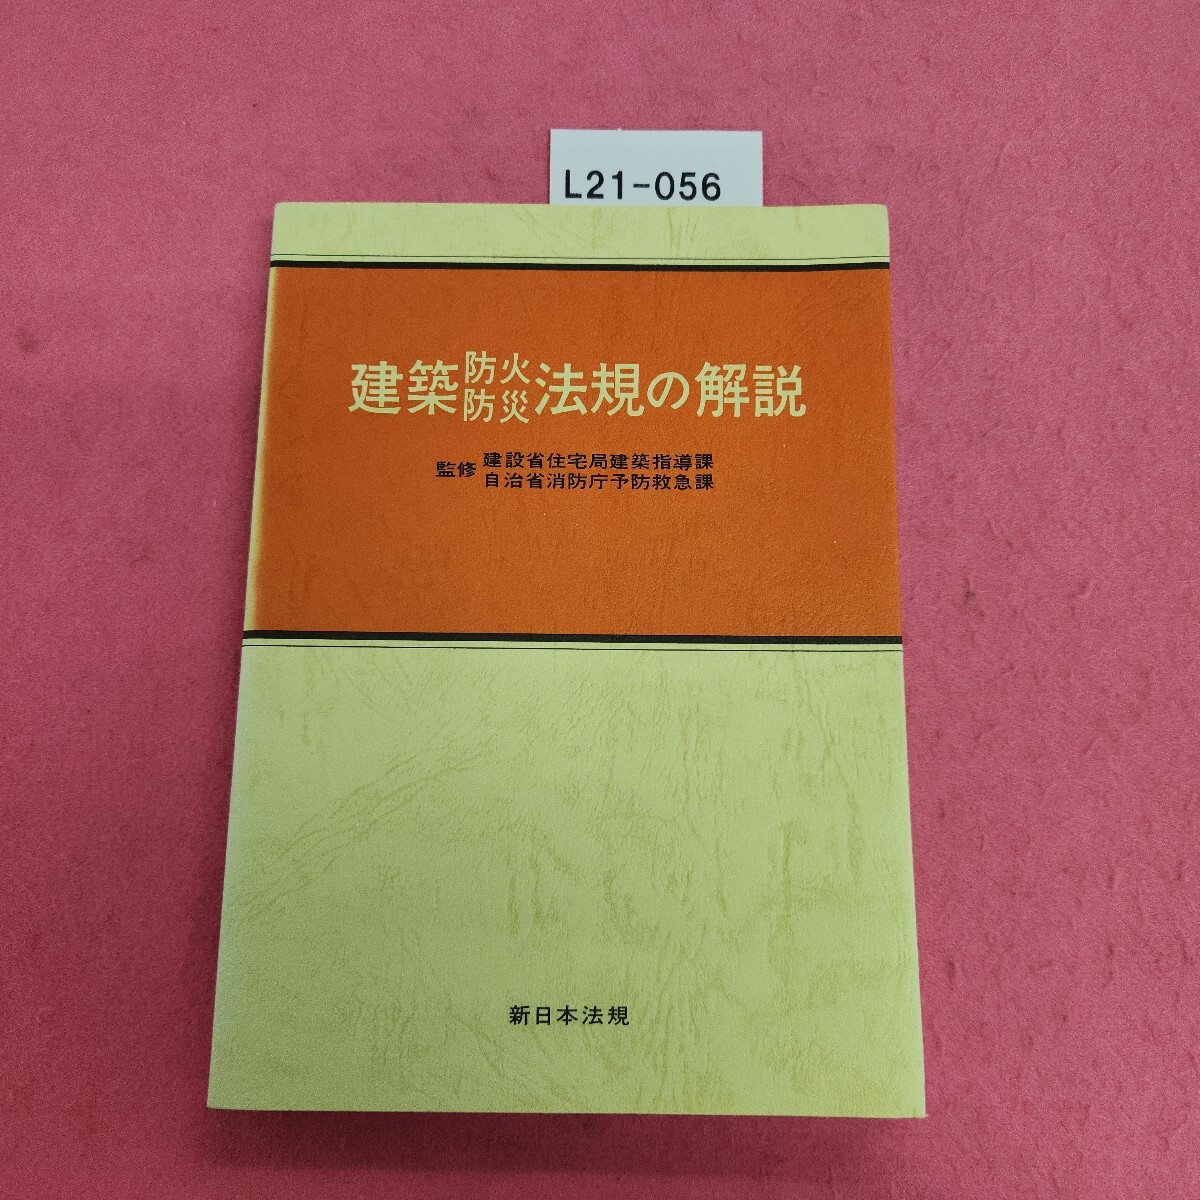 L21-056
建築防火防災法規の解説
監修 建設省住宅局建築指導課
自治省消防庁予防救急課
新日本法規